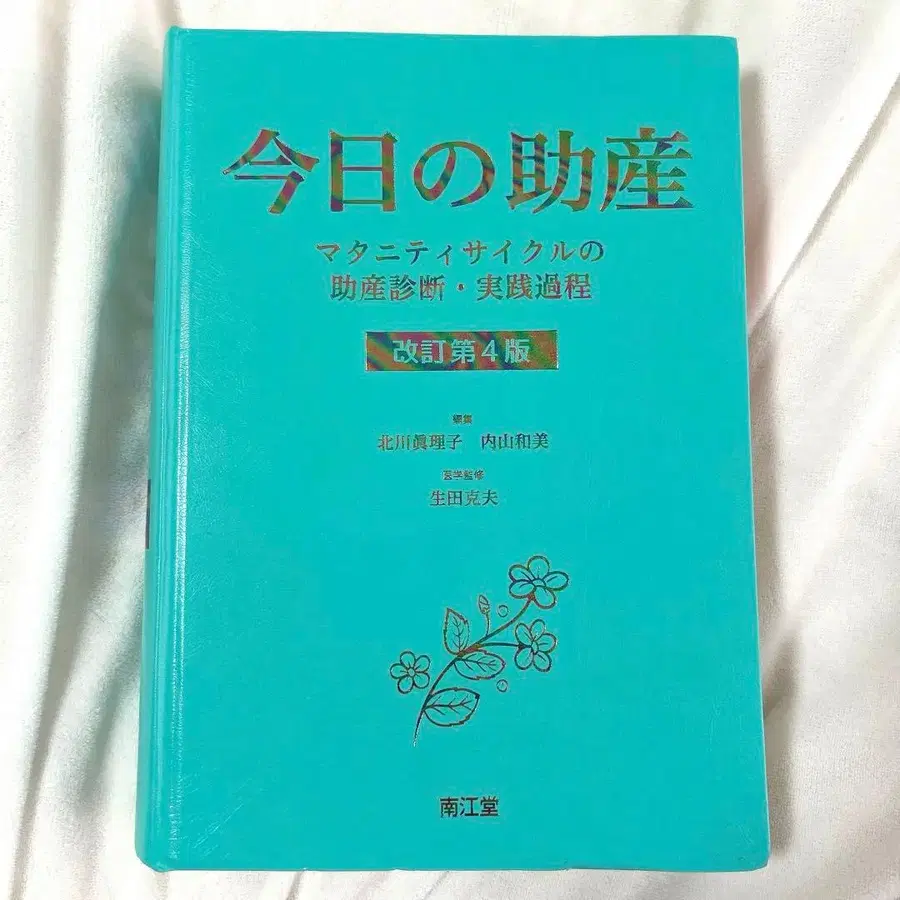 今日の助産
マタニティサイクルの
助産診断・実践過程
改訂第4版
編集
北川眞理子 内山和美
医学監修
生田克夫
南江堂